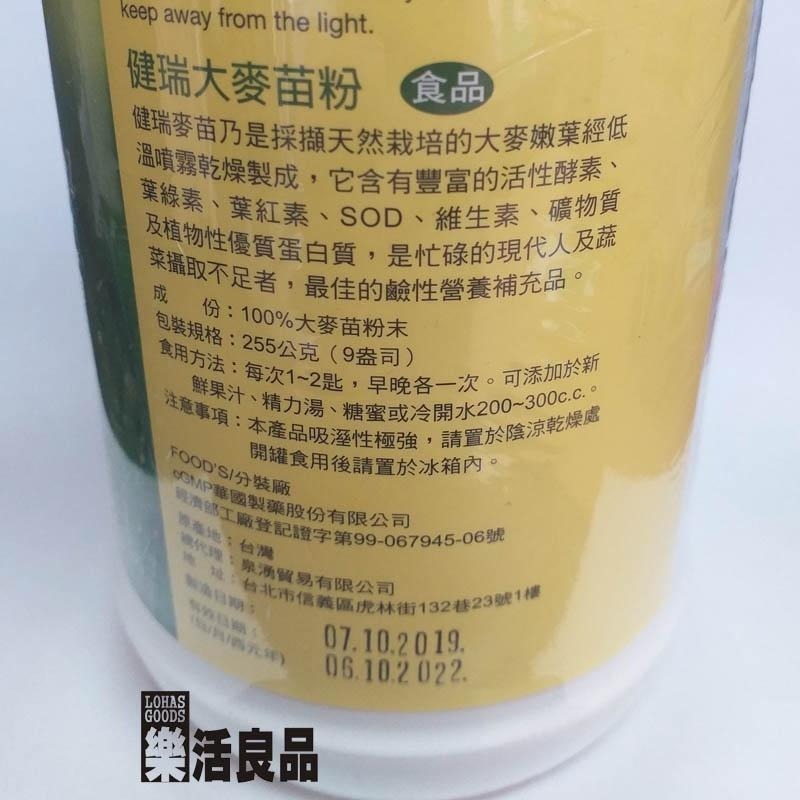 keep away from the light.
健瑞大麥苗粉 食品
健瑞麥苗乃是採擷天然栽培的大麥嫩葉經低
溫噴霧乾燥製成，它含有豐富的活性酵素、
葉綠素、葉紅素、SOD、維生素、礦物質
及植物性優質蛋白質，是忙碌的現代人及蔬
菜攝取不足者，最佳的鹼性營養補充品。
成　　份：100%大麥苗粉末
包裝規格：255公克（9盎司）
食用方法：每次1~2匙，早晚各一次。可添加於新
鮮果汁、精力湯、糖蜜或冷開水200~300c.c.。
注意事項：本產品吸溼性極強，請置於陰涼乾燥處
開罐食用後請置於冰箱內。
FOOD'S/分裝廠
cGMP華國製藥股份有限公司
經濟部工廠登記證字第99-067945-06號
原產地：台灣
總代理：泉湧貿易有限公司
地　址：台北市信義區虎林街132巷23號1樓
製造日期：
07.10.2019.
有效日期：
06.10.2022.
(日/月/西元年)
LOHAS
GOODS
樂活良品